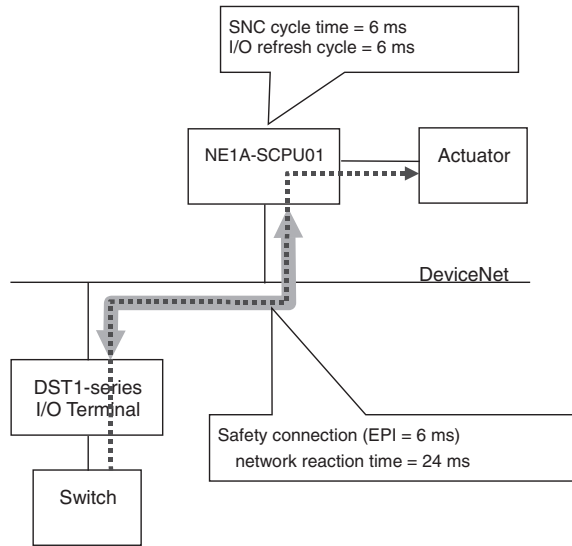 SNC cycle time = 6 ms
I/O refresh cycle = 6 ms
NE1A-SCPU01
Actuator
DeviceNet
DST1-series
I/O Terminal
Safety connection (EPI = 6 ms)
network reaction time = 24 ms
Switch